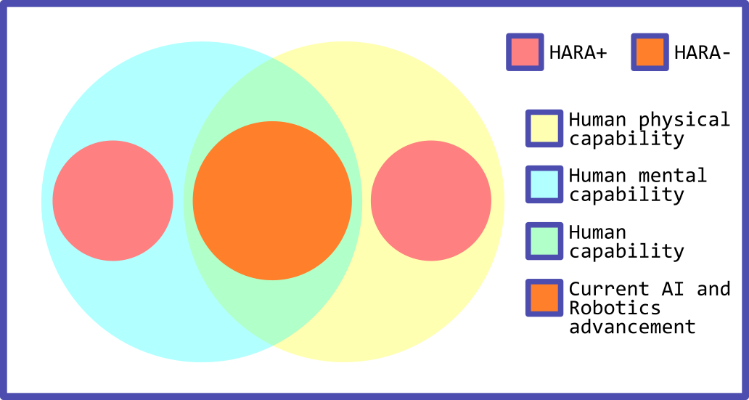 HARA+
HARA-
Human physical
capability
Human mental
capability
Human
capability
Current AI and
Robotics
advancement